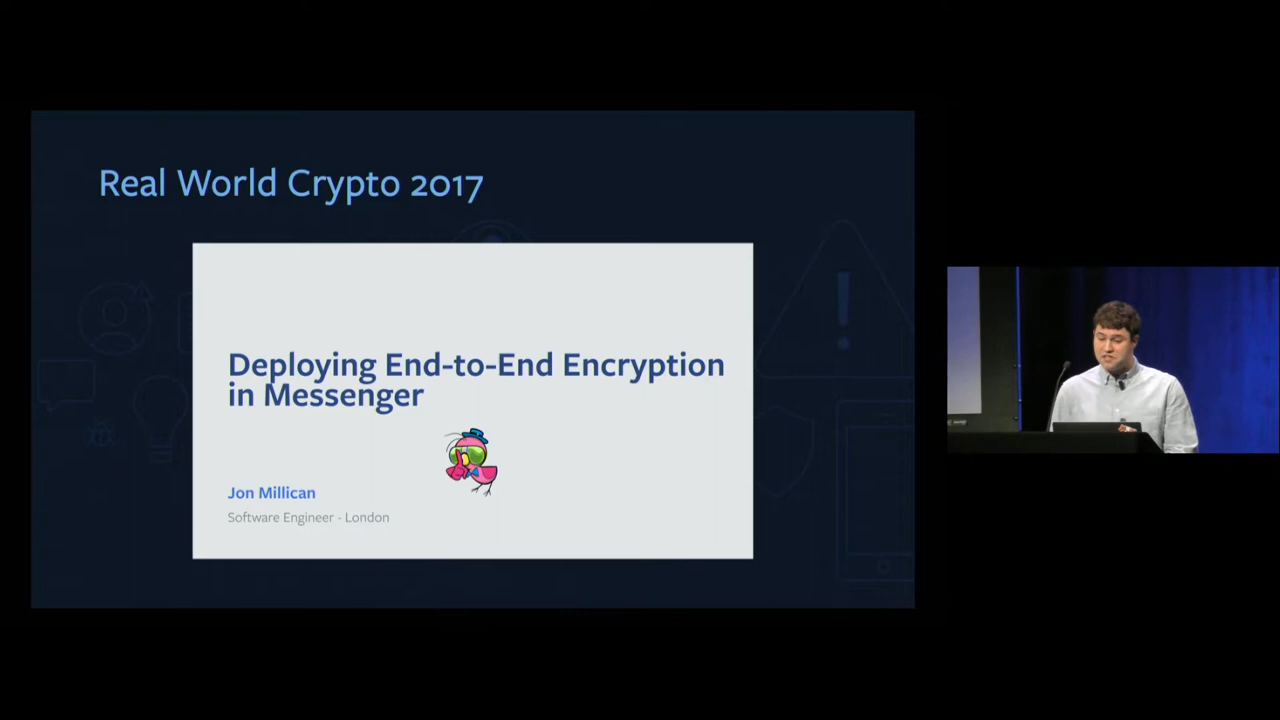 Real World Crypto 2017
Deploying End-to-End Encryption
in Messenger
Jon Millican
Software Engineer - London